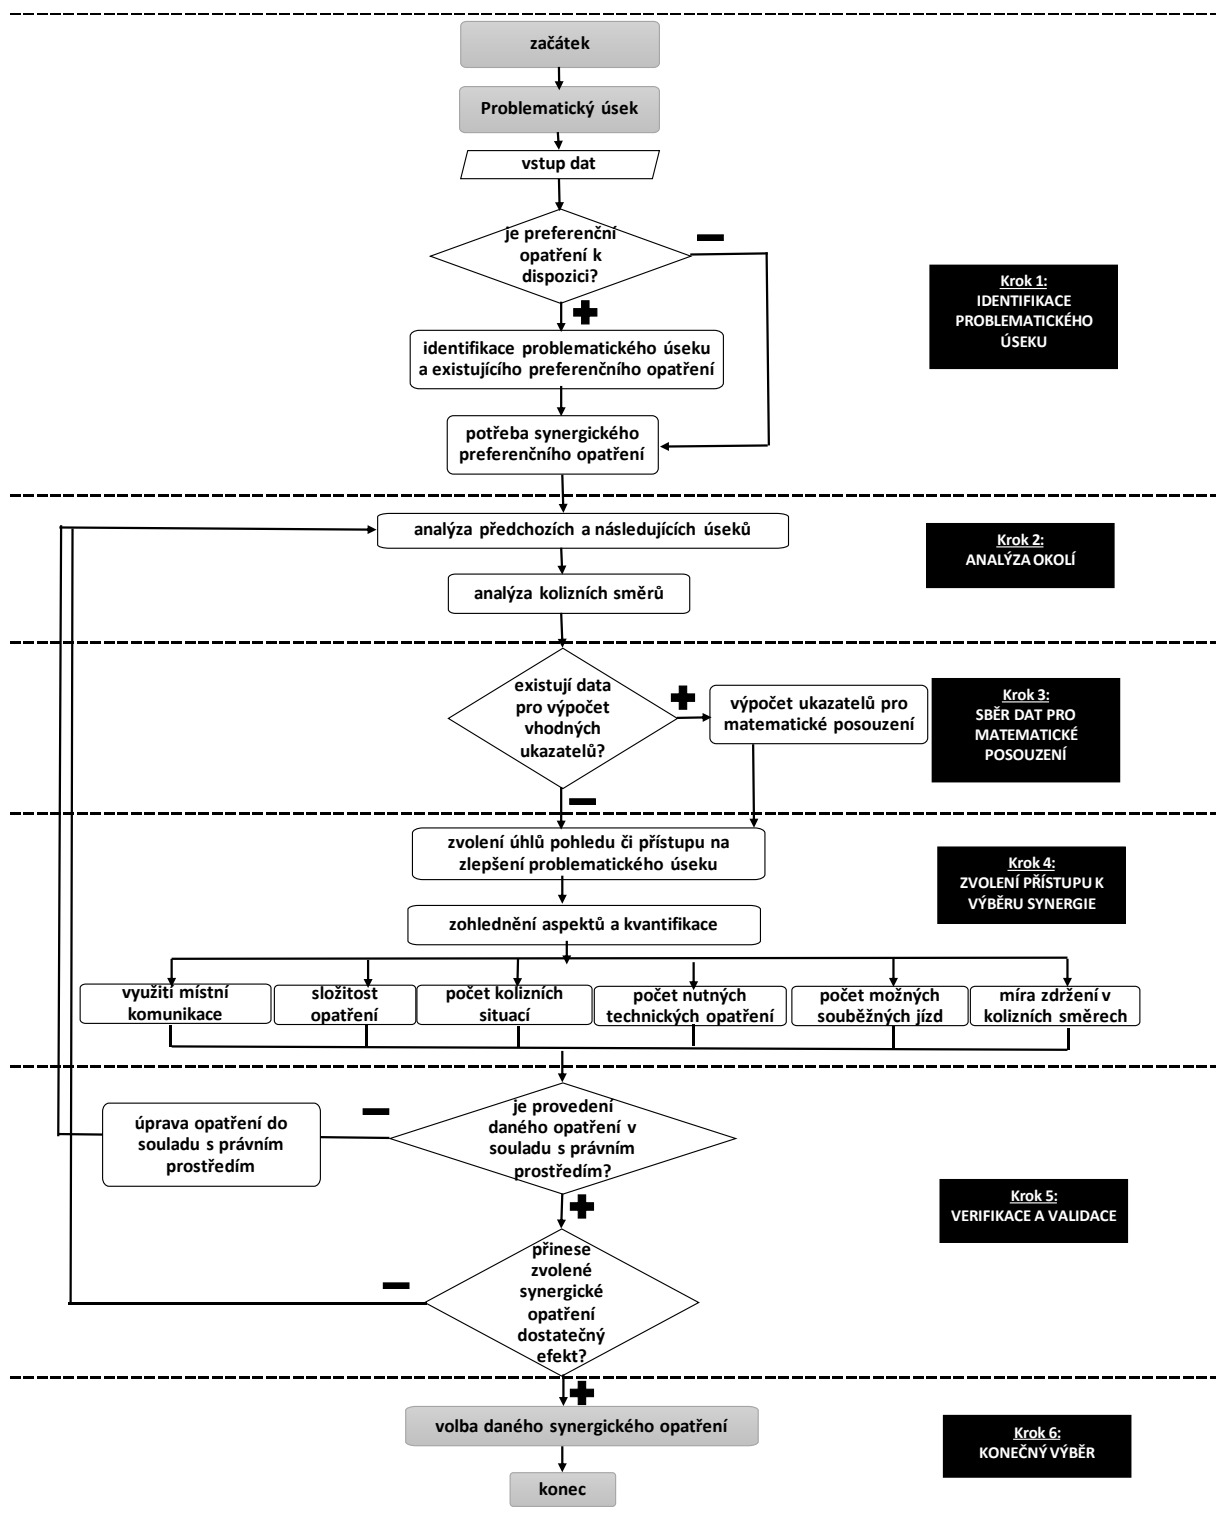 začátek
Problematický úsek
vstup dat
je preferenční
opatření k
dispozici?
identifikace problematického úseku
a existujícího preferenčního opatření
potřeba synergického
preferenčního opatření
Krok 1:
IDENTIFIKACE
PROBLEMATICKÉHO
ÚSEKU
analýza předchozích a následujících úseků
analýza kolizních směrů
Krok 2:
ANALÝZA OKOLÍ
existují data
pro výpočet
vhodných
ukazatelů?
výpočet ukazatelů pro
matematické posouzení
Krok 3:
SBĚR DAT PRO
MATEMATICKÉ
POSOUZENÍ
zvolení úhlů pohledu či přístupu na
zlepšení problematického úseku
zohlednění aspektů a kvantifikace
Krok 4:
ZVOLENÍ PŘÍSTUPU K
VÝBĚRU SYNERGIE
využití místní
komunikace
složitost
opatření
počet kolizních
situací
počet nutných
technických opatření
počet možných
souběžných jízd
míra zdržení v
kolizních směrech
je provedení
daného opatření v
souladu s právním
prostředím?
úprava opatření do
souladu s právním
prostředím
přinese
zvolené
synergické
opatření
dostatečný
efekt?
Krok 5:
VERIFIKACE A VALIDACE
volba daného synergického opatření
konec
Krok 6:
KONEČNÝ VÝBĚR